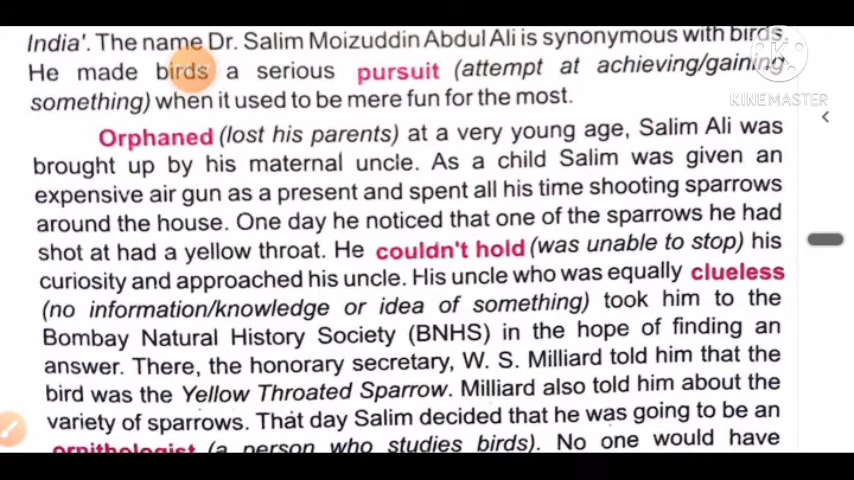 India'. The name Dr. Salim Moizuddin Abdul Ali is synonymous with birds.
He made birds a serious pursuit (attempt at achieving/gaining
something) when it used to be mere fun for the most.
KINEMASTER
Orphaned (lost his parents) at a very young age, Salim Ali was
brought up by his maternal uncle. As a child Salim was given an
expensive air gun as a present and spent all his time shooting sparrows
around the house. One day he noticed that one of the sparrows he had
shot at had a yellow throat. He couldn't hold (was unable to stop) his
curiosity and approached his uncle. His uncle who was equally clueless
(no information/knowledge or idea of something) took him to the
Bombay Natural History Society (BNHS) in the hope of finding an
answer. There, the honorary secretary, W. S. Milliard told him that the
bird was the Yellow Throated Sparrow. Milliard also told him about the
variety of sparrows. That day Salim decided that he was going to be an
ornithologist (a person who studies birds). No one would have